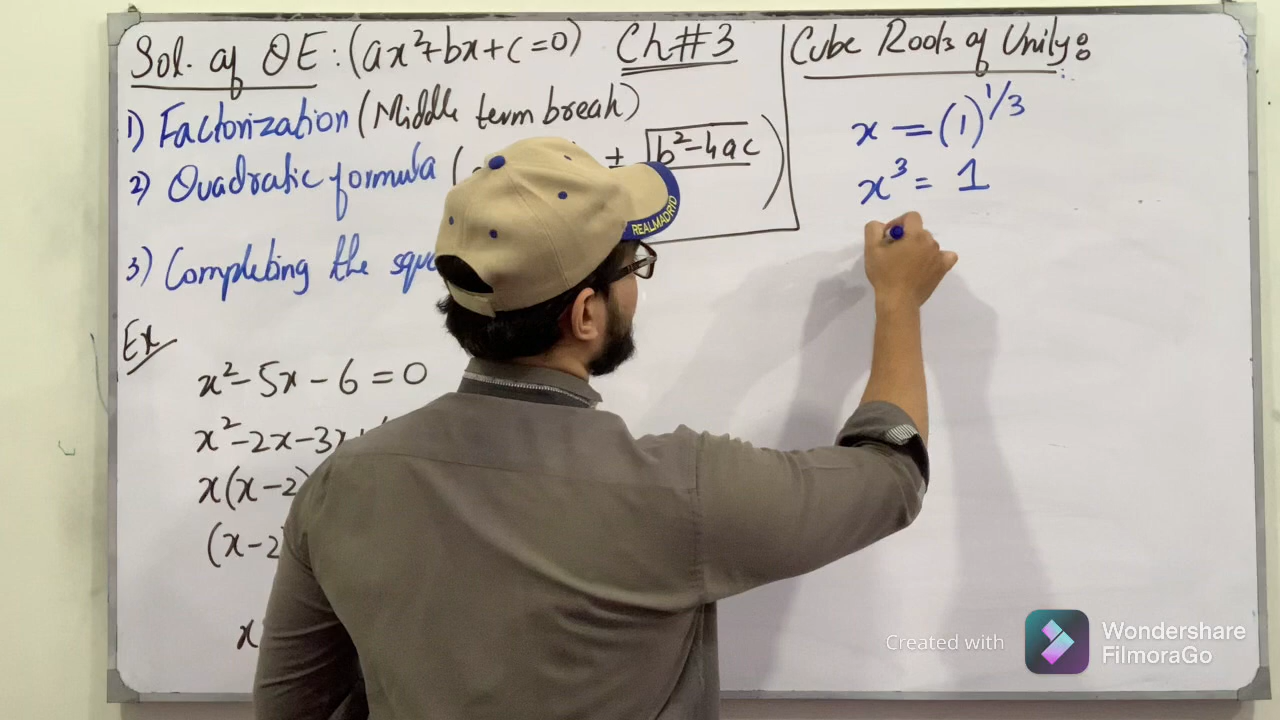 Sol. of QE : (ax²+bx+c=0) Ch#3
1) Factorization (Middle term break)
2) Quadratic formula ( ± √b²-4ac )
3) Completing the squ
Ex
x²-5x-6=0
x²-2x-3x
x(x-2)
(x-2)
x
Cube Roots of Unity:
x = (1)^1/3
x³ = 1
REALMADRID
Created with
Wondershare
FilmoraGo